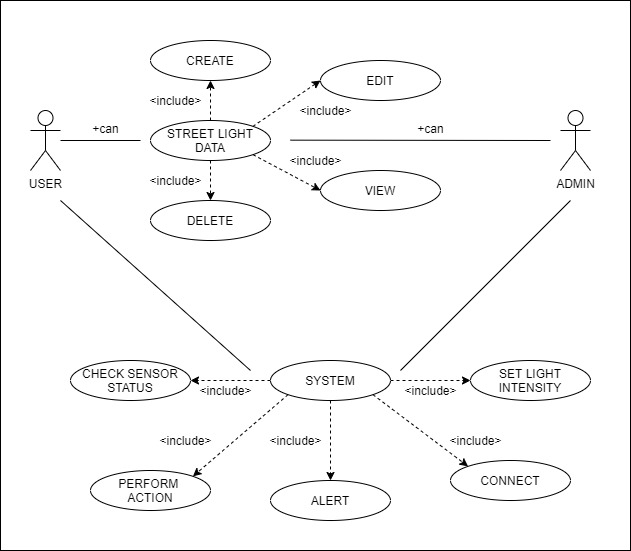 CREATE
EDIT
<include>
<include>
+can
STREET LIGHT
DATA
+can
<include>
<include>
USER
ADMIN
VIEW
DELETE
CHECK SENSOR
STATUS
<include>
SYSTEM
<include>
SET LIGHT
INTENSITY
<include>
<include>
<include>
PERFORM
ACTION
ALERT
CONNECT